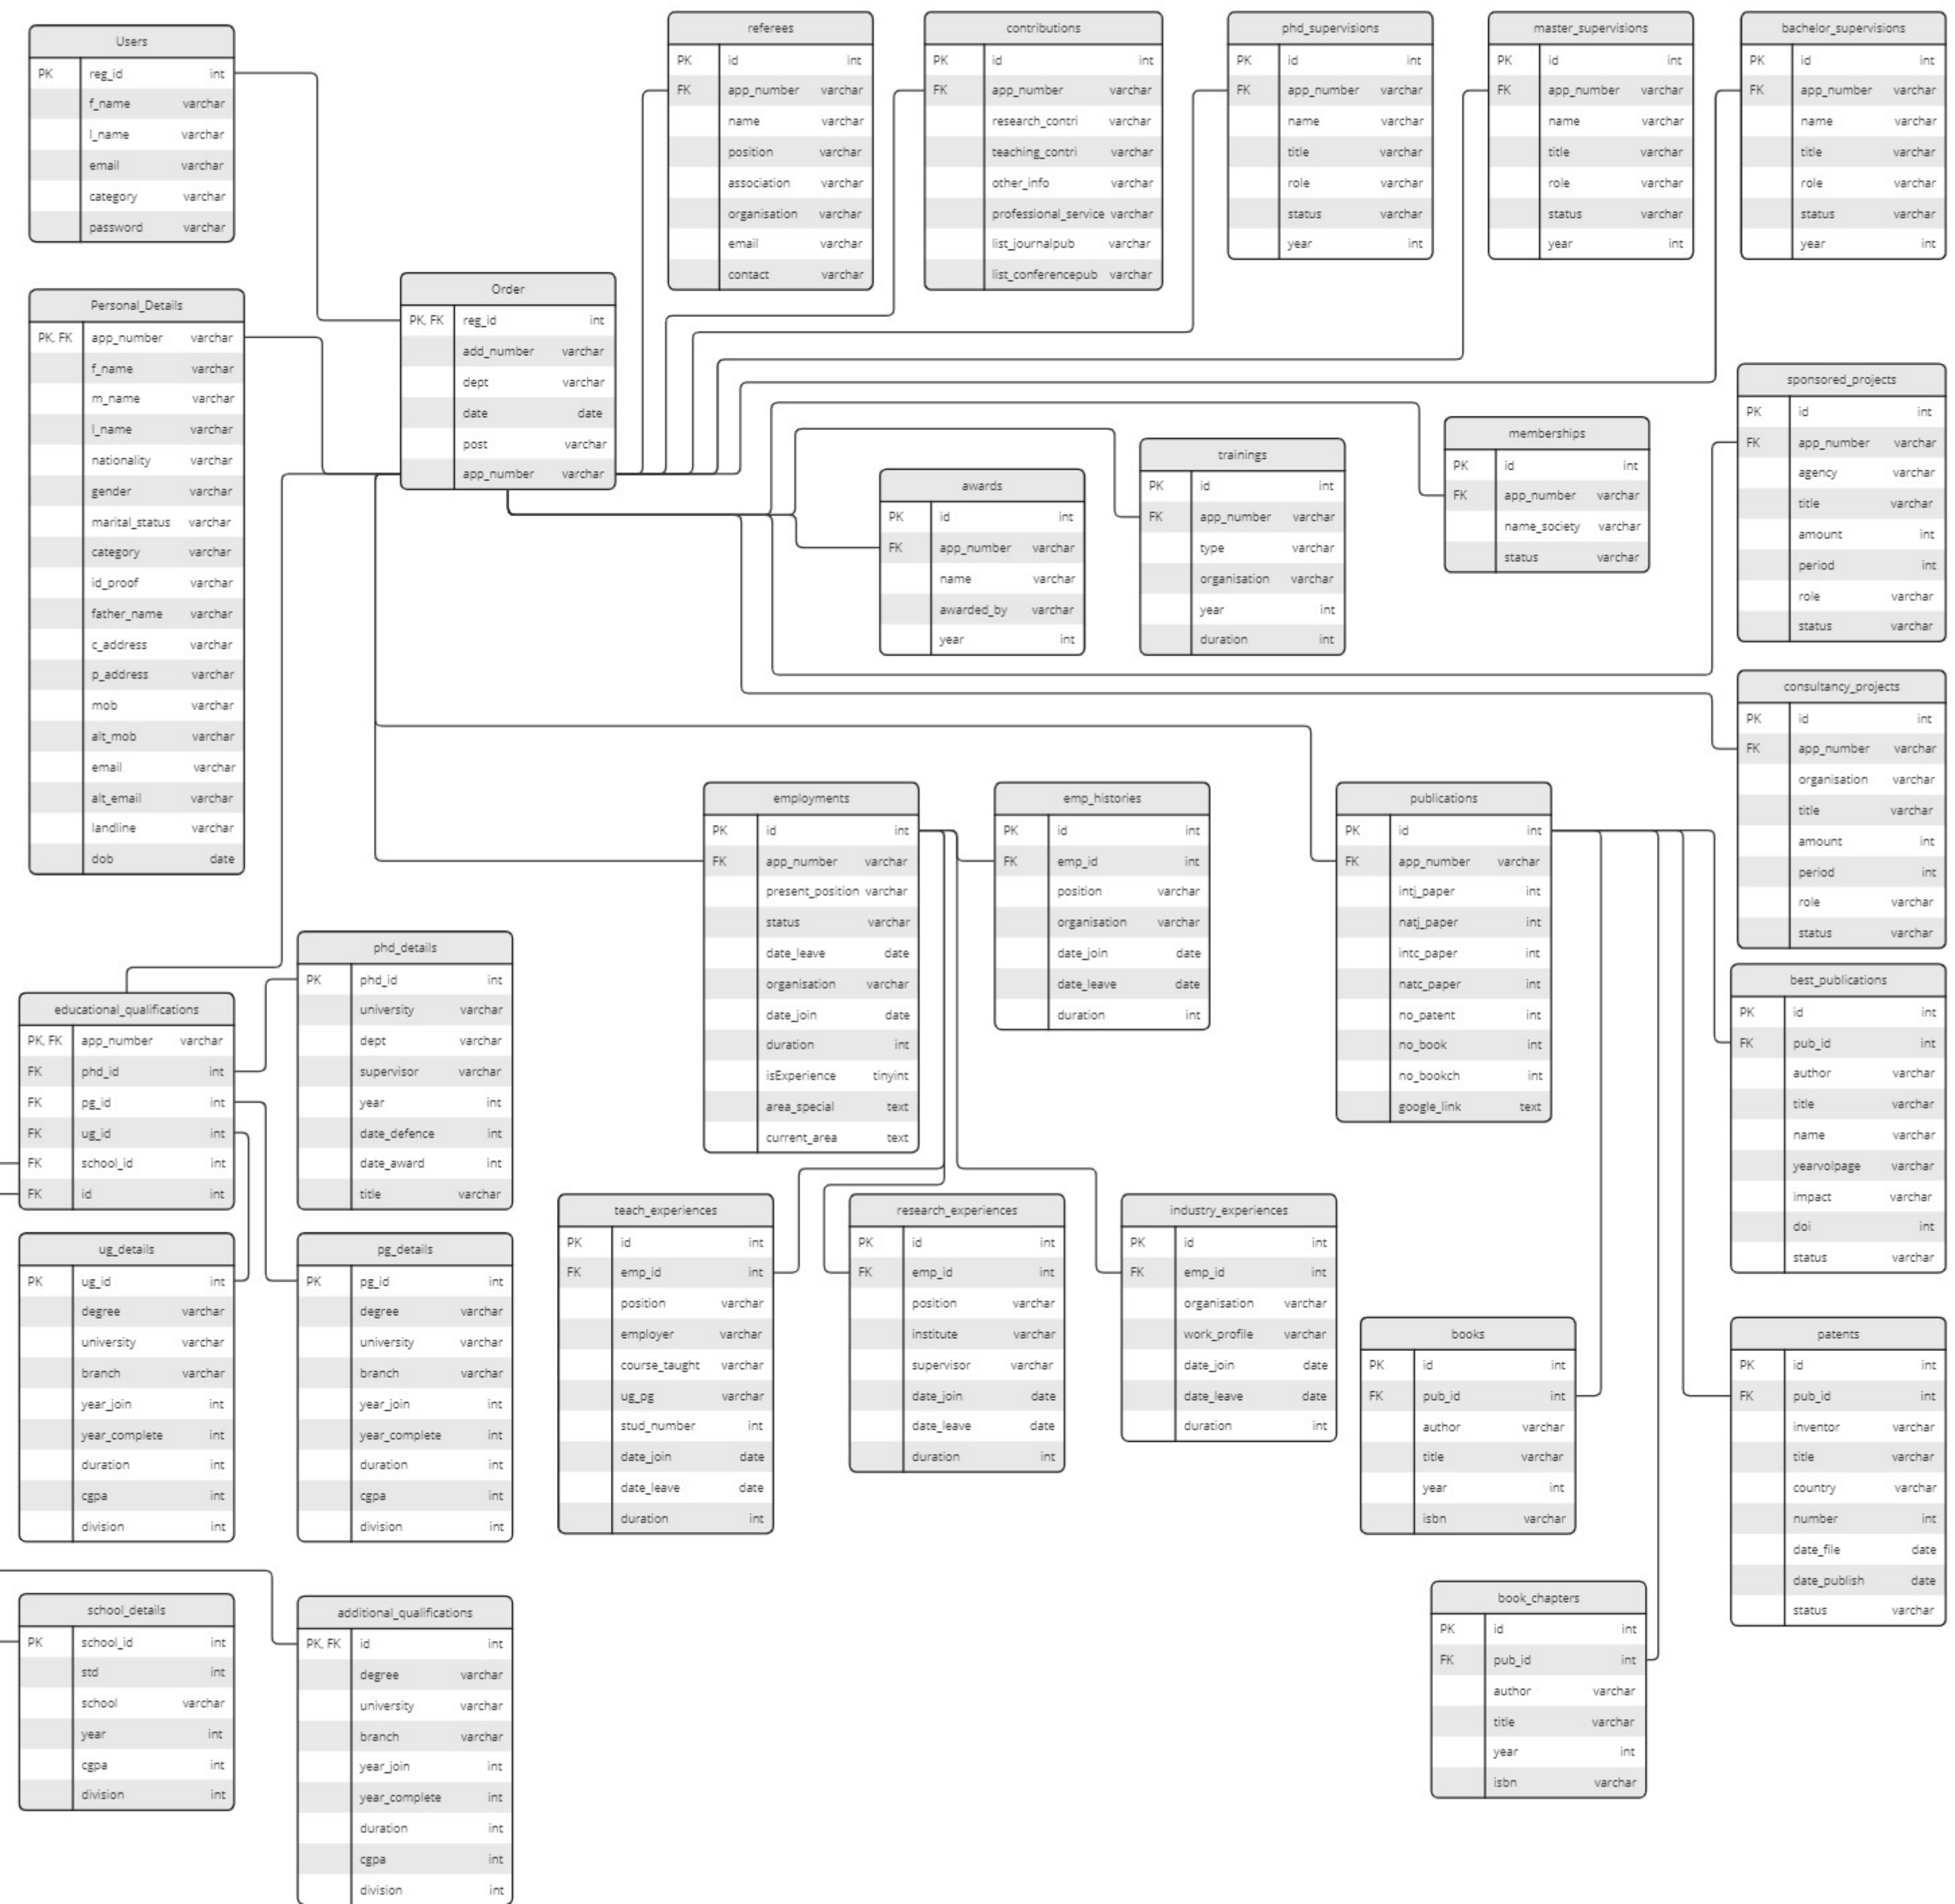 Users
PK reg_id int
f_name varchar
l_name varchar
email varchar
category varchar
password varchar
Personal_Details
PK, FK app_number varchar
f_name varchar
m_name varchar
l_name varchar
nationality varchar
gender varchar
marital_status varchar
category varchar
id_proof varchar
father_name varchar
c_address varchar
p_address varchar
mob varchar
alt_mob varchar
email varchar
alt_email varchar
landline varchar
dob date
Order
PK, FK reg_id int
add_number varchar
dept varchar
date date
post varchar
app_number varchar
referees
PK id int
FK app_number varchar
name varchar
position varchar
association varchar
organisation varchar
email varchar
contact varchar
contributions
PK id int
FK app_number varchar
research_contri varchar
teaching_contri varchar
other_info varchar
professional_service varchar
list_journalpub varchar
list_conferencepub varchar
phd_supervisions
PK id int
FK app_number varchar
name varchar
title varchar
role varchar
status varchar
year int
master_supervisions
PK id int
FK app_number varchar
name varchar
title varchar
role varchar
status varchar
year int
bachelor_supervisions
PK id int
FK app_number varchar
name varchar
title varchar
role varchar
status varchar
year int
awards
PK id int
FK app_number varchar
name varchar
awarded_by varchar
year int
trainings
PK id int
FK app_number varchar
type varchar
organisation varchar
year int
duration int
memberships
PK id int
FK app_number varchar
name_society varchar
status varchar
sponsored_projects
PK id int
FK app_number varchar
agency varchar
title varchar
amount int
period int
role varchar
status varchar
consultancy_projects
PK id int
FK app_number varchar
organisation varchar
title varchar
amount int
period int
role varchar
status varchar
employments
PK id int
FK app_number varchar
present_position varchar
status varchar
date_leave date
organisation varchar
date_join date
duration int
isExperience tinyint
area_special text
current_area text
emp_histories
PK id int
FK emp_id int
position varchar
organisation varchar
date_join date
date_leave date
duration int
publications
PK id int
FK app_number varchar
intj_paper int
natj_paper int
intc_paper int
natc_paper int
no_patent int
no_book int
no_bookch int
google_link text
best_publications
PK id int
FK pub_id int
author varchar
title varchar
name varchar
yearvolpage varchar
impact varchar
doi int
status varchar
educational_qualifications
PK, FK app_number varchar
FK phd_id int
FK pg_id int
FK ug_id int
FK school_id int
FK id int
phd_details
PK phd_id int
university varchar
dept varchar
supervisor varchar
year int
date_defence int
date_award int
title varchar
ug_details
PK ug_id int
degree varchar
university varchar
branch varchar
year_join int
year_complete int
duration int
cgpa int
division int
pg_details
PK pg_id int
degree varchar
university varchar
branch varchar
year_join int
year_complete int
duration int
cgpa int
division int
teach_experiences
PK id int
FK emp_id int
position varchar
employer varchar
course_taught varchar
ug_pg varchar
stud_number int
date_join date
date_leave date
duration int
research_experiences
PK id int
FK emp_id int
position varchar
institute varchar
supervisor varchar
date_join date
date_leave date
duration int
industry_experiences
PK id int
FK emp_id int
organisation varchar
work_profile varchar
date_join date
date_leave date
duration int
books
PK id int
FK pub_id int
author varchar
title varchar
year int
isbn varchar
patents
PK id int
FK pub_id int
inventor varchar
title varchar
country varchar
number int
date_file date
date_publish date
status varchar
school_details
PK school_id int
std int
school varchar
year int
cgpa int
division int
additional_qualifications
PK, FK id int
degree varchar
university varchar
branch varchar
year_join int
year_complete int
duration int
cgpa int
division int
book_chapters
PK id int
FK pub_id int
author varchar
title varchar
year int
isbn varchar